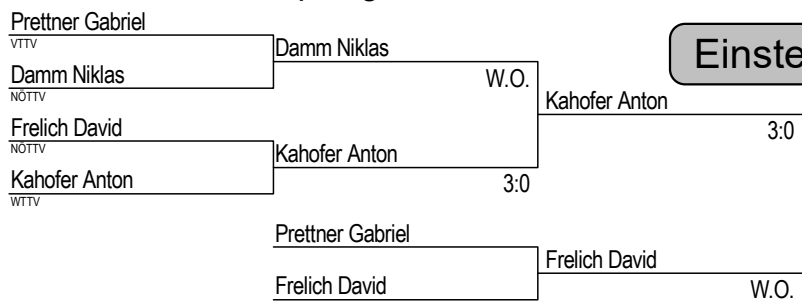 Prettner Gabriel
VTTV
Damm Niklas
Einste
Damm Niklas
W.O.
NÖTTV
Kahofer Anton
Frelich David
3:0
NÖTTV
Kahofer Anton
Kahofer Anton
3:0
WTTV
Prettner Gabriel
Frelich David
Frelich David
W.O.